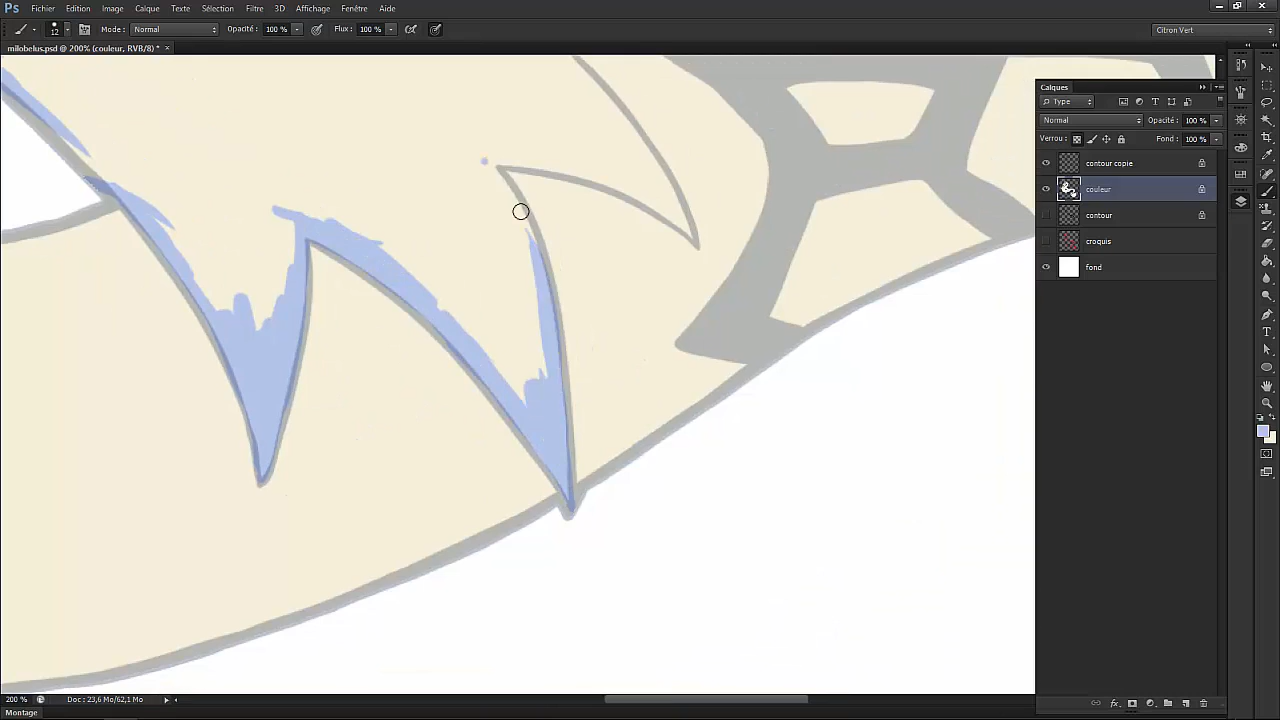 Ps Fichier Edition Image Calque Texte Sélection Filtre 3D Affichage Fenêtre Aide
12 Mode : Normal Opacité : 100 % Flux : 100 % Citron Vert
milobelus.psd @ 200% (couleur, RVB/8) * ×
Calques
Type
Normal Opacité : 100 %
Verrou : Fond : 100 %
contour copie
couleur
contour
croquis
fond
fx
200 % Doc : 23,6 Mo/62,1 Mo
Montage